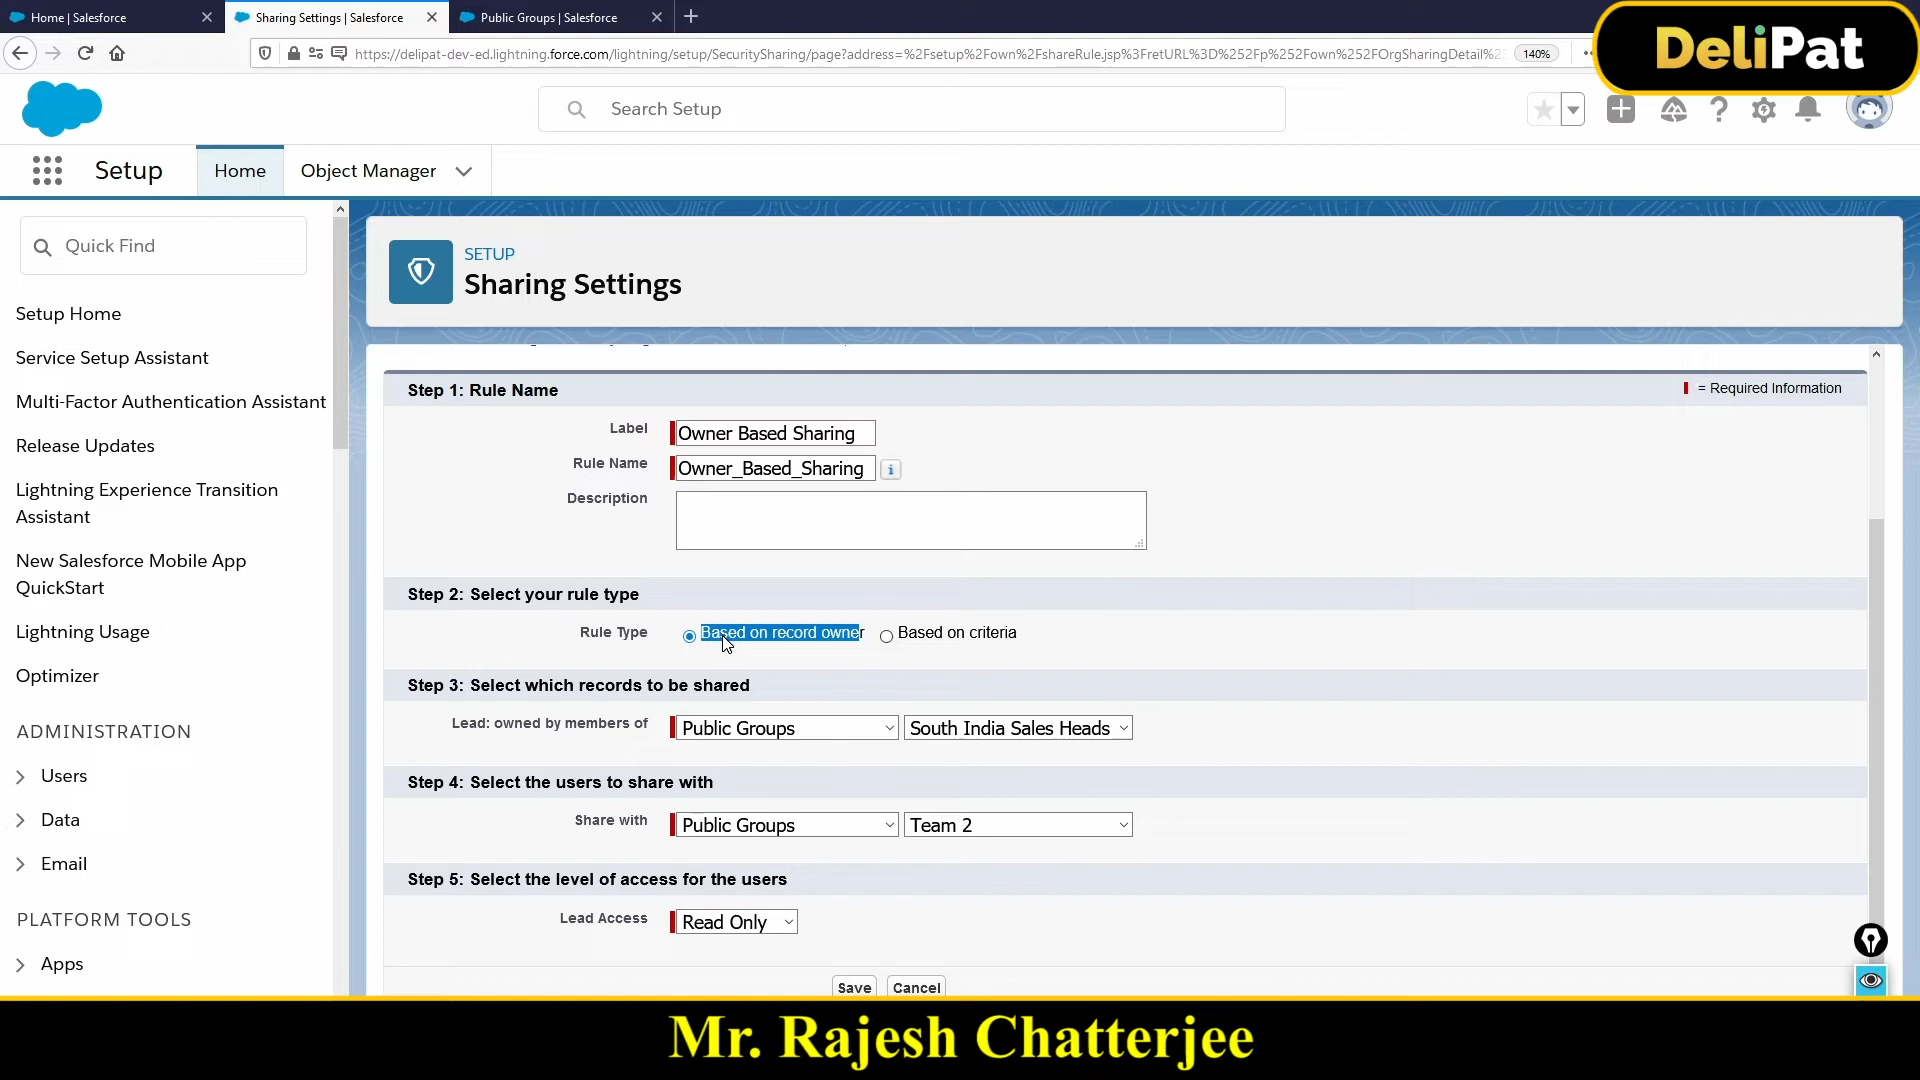 Home | Salesforce
Sharing Settings | Salesforce
Public Groups | Salesforce
https://delipat-dev-ed.lightning.force.com/lightning/setup/SecuritySharing/page?address=%2Fsetup%2Fown%2FshareRule.jsp%3FretURL%3D%252Fp%252Fown%252FOrgSharingDetail%25
140%
DeliPat
Search Setup
Setup
Home
Object Manager
Quick Find
Setup Home
Service Setup Assistant
Multi-Factor Authentication Assistant
Release Updates
Lightning Experience Transition
Assistant
New Salesforce Mobile App
QuickStart
Lightning Usage
Optimizer
ADMINISTRATION
Users
Data
Email
PLATFORM TOOLS
Apps
SETUP
Sharing Settings
Step 1: Rule Name
= Required Information
Label
Owner Based Sharing
Rule Name
Owner_Based_Sharing
i
Description
Step 2: Select your rule type
Rule Type
Based on record owner
Based on criteria
Step 3: Select which records to be shared
Lead: owned by members of
Public Groups
South India Sales Heads
Step 4: Select the users to share with
Share with
Public Groups
Team 2
Step 5: Select the level of access for the users
Lead Access
Read Only
Save
Cancel
Mr. Rajesh Chatterjee